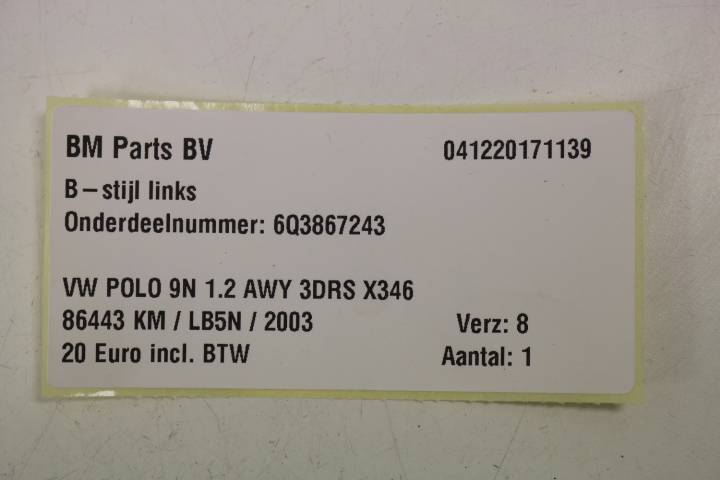 BM Parts BV 041220171139
B-stijl links
Onderdeelnummer: 6Q3867243
VW POLO 9N 1.2 AWY 3DRS X346
86443 KM / LB5N / 2003 Verz: 8
20 Euro incl. BTW Aantal: 1